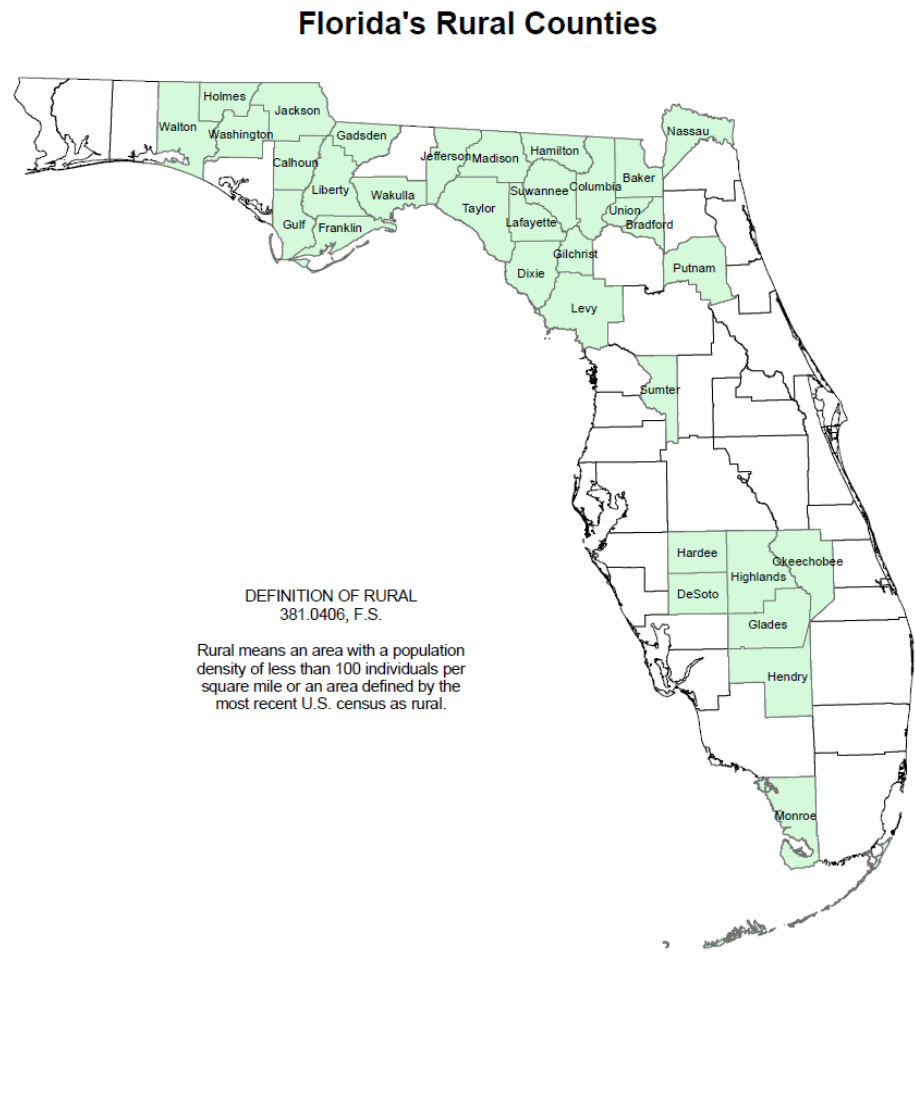 Florida's Rural Counties
Holmes
Jackson
Walton
Washington
Gadsden
Nassau
Calhoun
Jefferson
Madison
Hamilton
Liberty
Wakulla
Suwannee
Columbia
Baker
Taylor
Union
Gulf
Franklin
Lafayette
Bradford
Gilchrist
Dixie
Putnam
Levy
Sumter
Hardee
Okeechobee
Highlands
DeSoto
Glades
Hendry
Monroe
DEFINITION OF RURAL
381.0406, F.S.
Rural means an area with a population
density of less than 100 individuals per
square mile or an area defined by the
most recent U.S. census as rural.